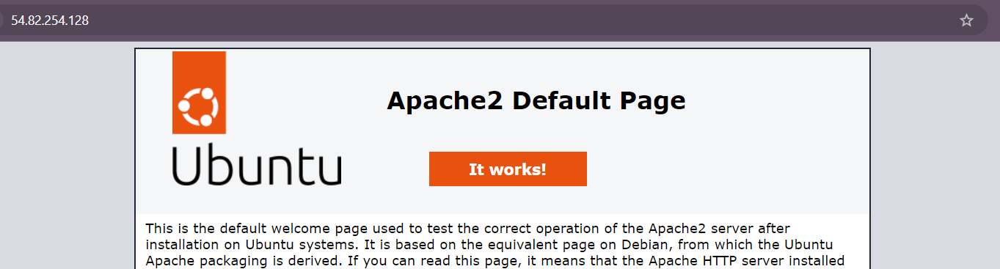 54.82.254.128
Apache2 Default Page
Ubuntu
It works!
This is the default welcome page used to test the correct operation of the Apache2 server after
installation on Ubuntu systems. It is based on the equivalent page on Debian, from which the Ubuntu
Apache packaging is derived. If you can read this page, it means that the Apache HTTP server installed